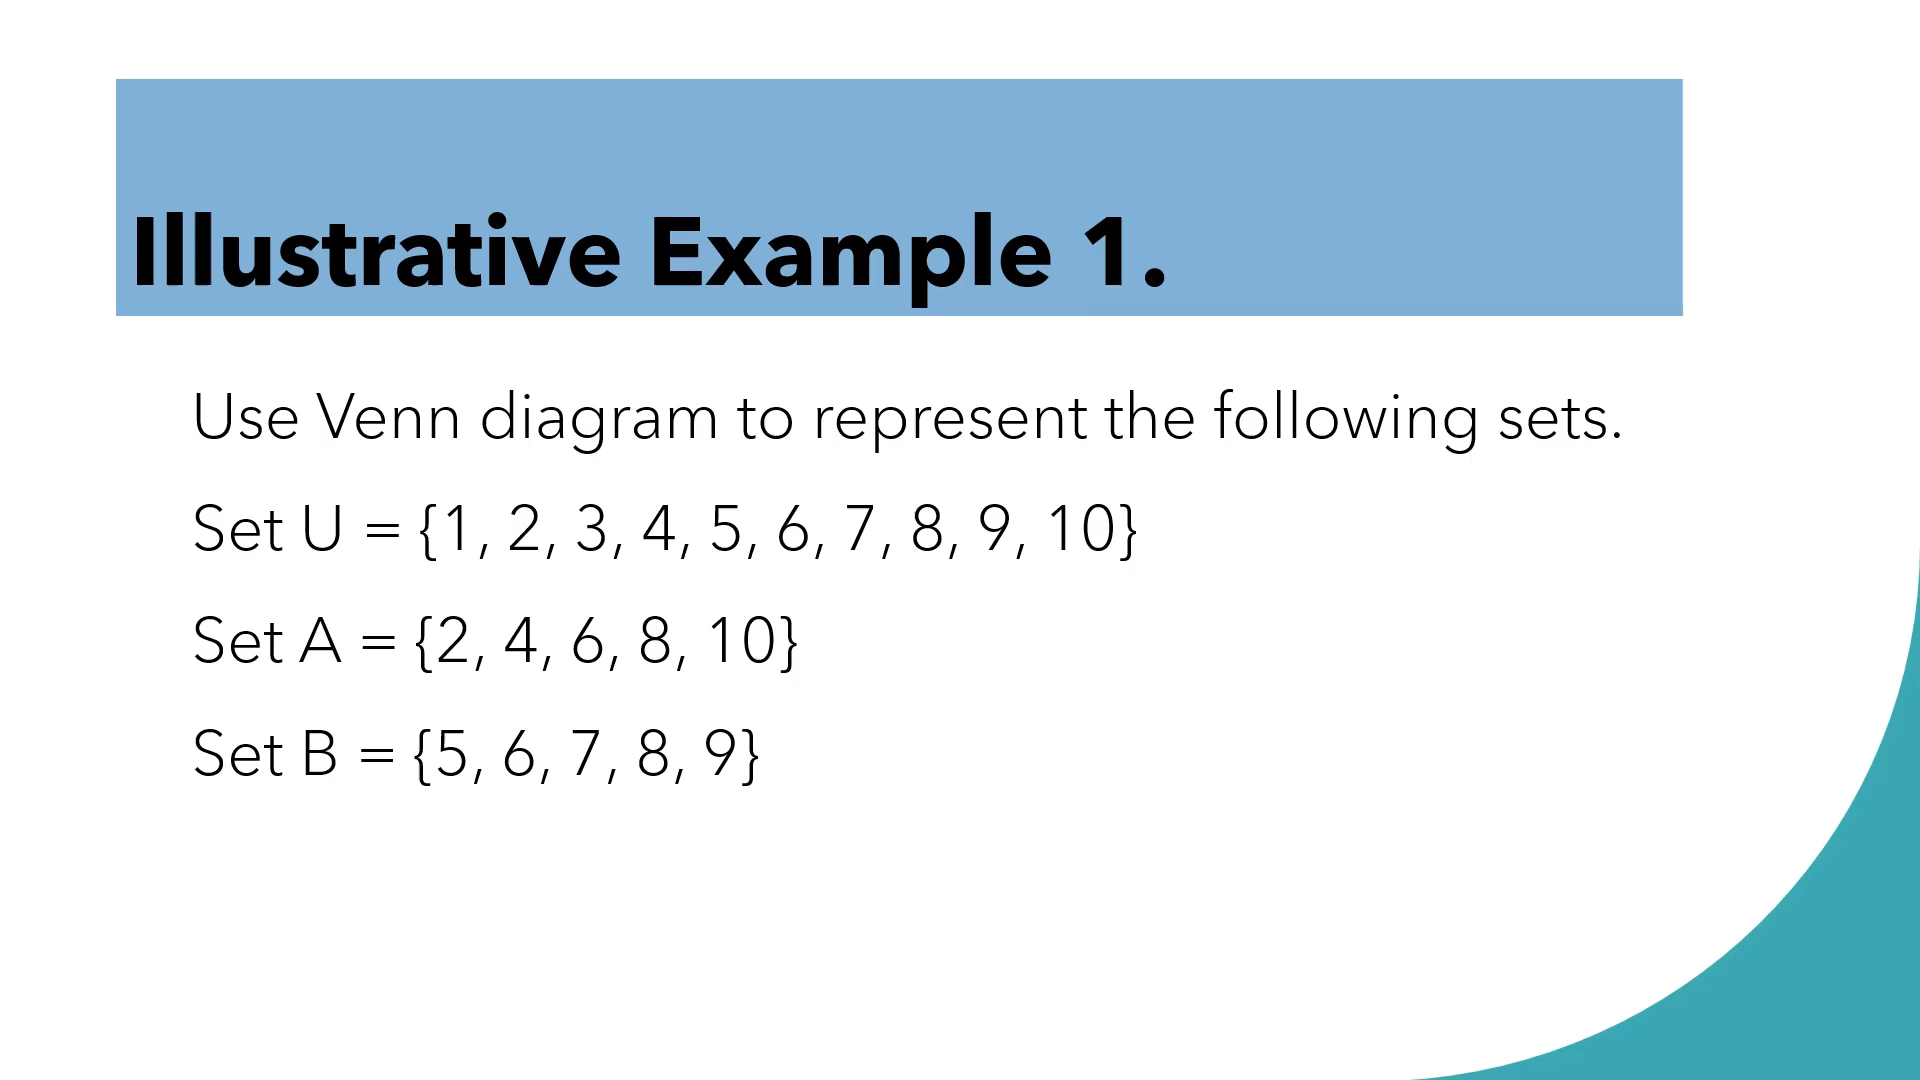 Illustrative Example 1.
Use Venn diagram to represent the following sets.
Set U = {1, 2, 3, 4, 5, 6, 7, 8, 9, 10}
Set A = {2, 4, 6, 8, 10}
Set B = {5, 6, 7, 8, 9}